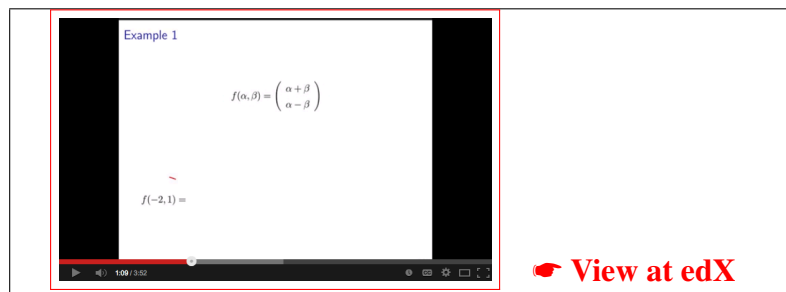 Example 1
f(α, β) = ( α + β
α − β )
f(−2, 1) =
1:09 / 3:52
☛ View at edX